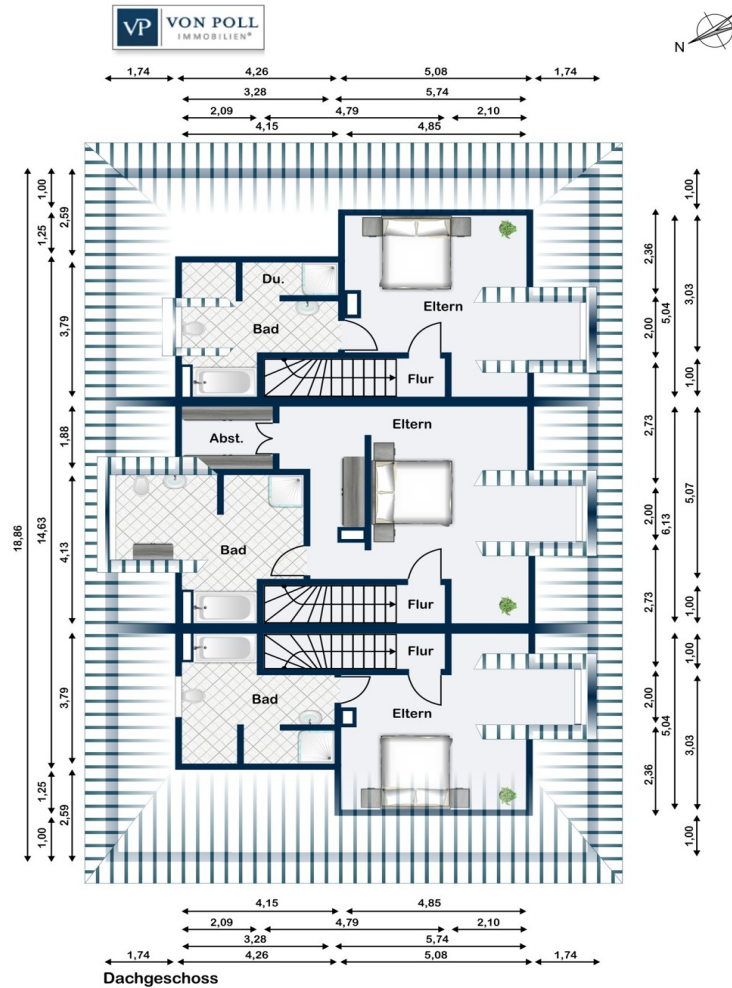 VP VON POLL
IMMOBILIEN®
N
1,74 4,26 5,08 1,74
3,28 5,74
2,09 4,79 2,10
4,15 4,85
18,86
1,00
1,25
2,59
14,63
3,79
1,88
4,13
3,79
1,25
2,59
1,00
Du.
Bad
Eltern
Flur
Abst.
Eltern
Bad
Flur
Flur
Bad
Eltern
2,36
5,04
2,00
2,73
2,00
6,13
2,73
2,00
5,04
2,36
1,00
3,03
1,00
5,07
1,00
1,00
3,03
1,00
4,15 4,85
2,09 4,79 2,10
3,28 5,74
1,74 4,26 5,08 1,74
Dachgeschoss